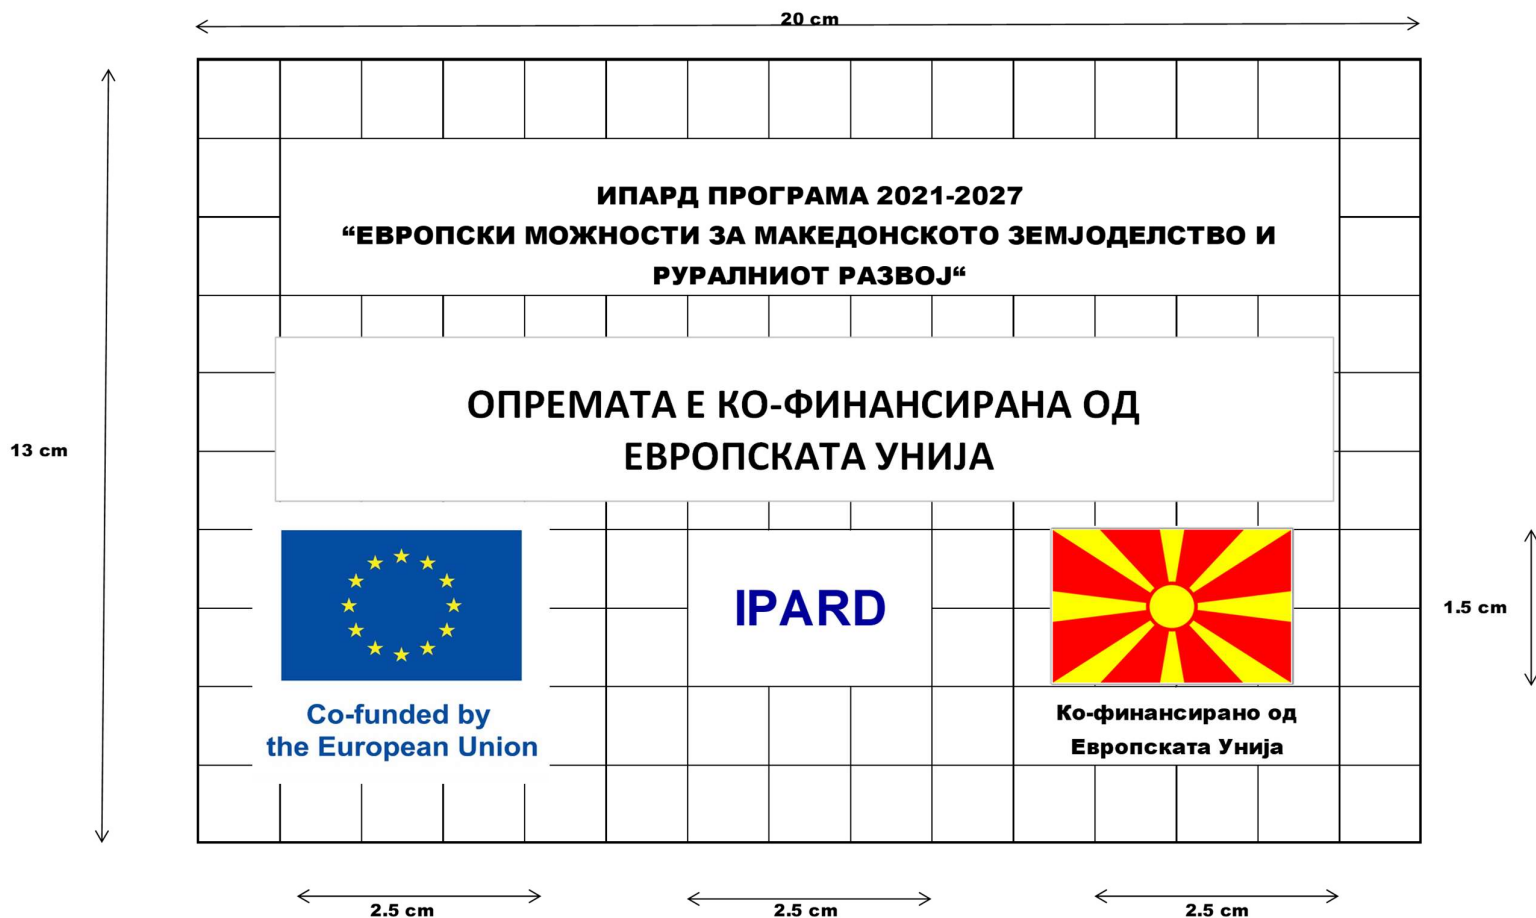 20 cm
ИПАРД ПРОГРАМА 2021-2027
“ЕВРОПСКИ МОЖНОСТИ ЗА МАКЕДОНСКОТО ЗЕМЈОДЕЛСТВО И
РУРАЛНИОТ РАЗВОЈ“
ОПРЕМАТА Е КО-ФИНАНСИРАНА ОД
ЕВРОПСКАТА УНИЈА
13 cm
IPARD
1.5 cm
Co-funded by
the European Union
Ко-финансирано од
Европската Унија
2.5 cm
2.5 cm
2.5 cm